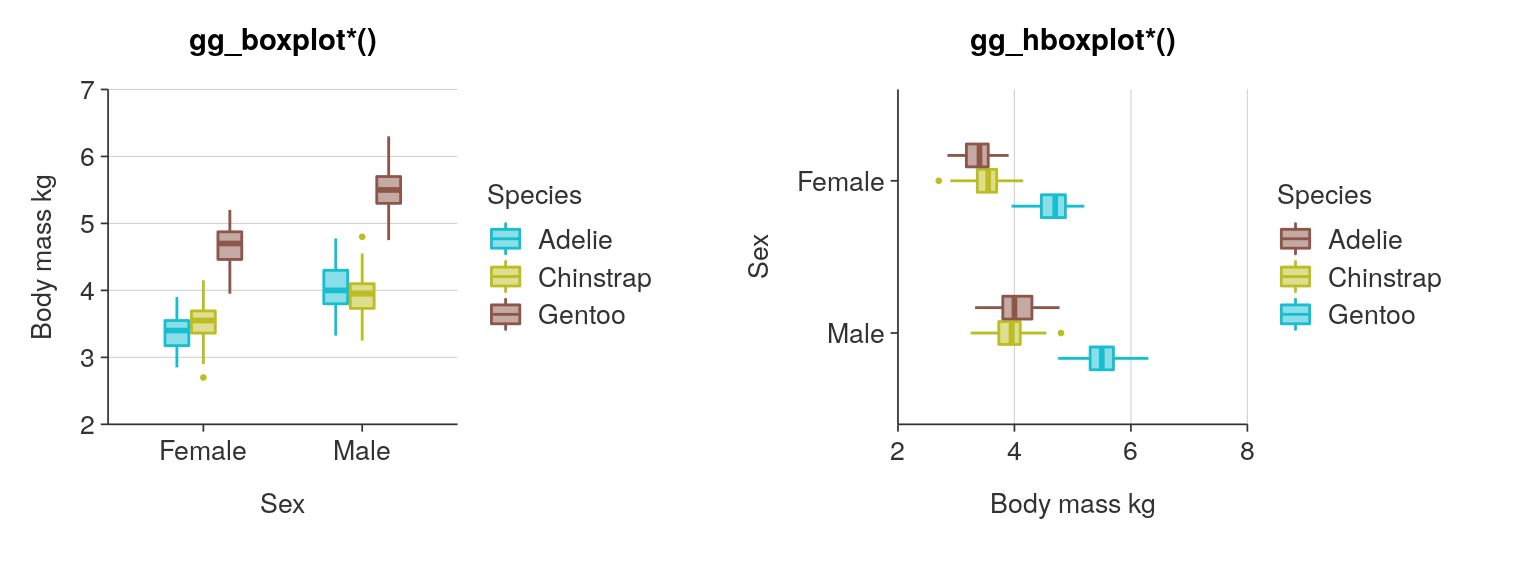 gg_boxplot*()
7
6
5
4
3
2
Body mass kg
Female
Male
Sex
Species
Adelie
Chinstrap
Gentoo
gg_hboxplot*()
Sex
Female
Male
2
4
6
8
Body mass kg
Species
Adelie
Chinstrap
Gentoo